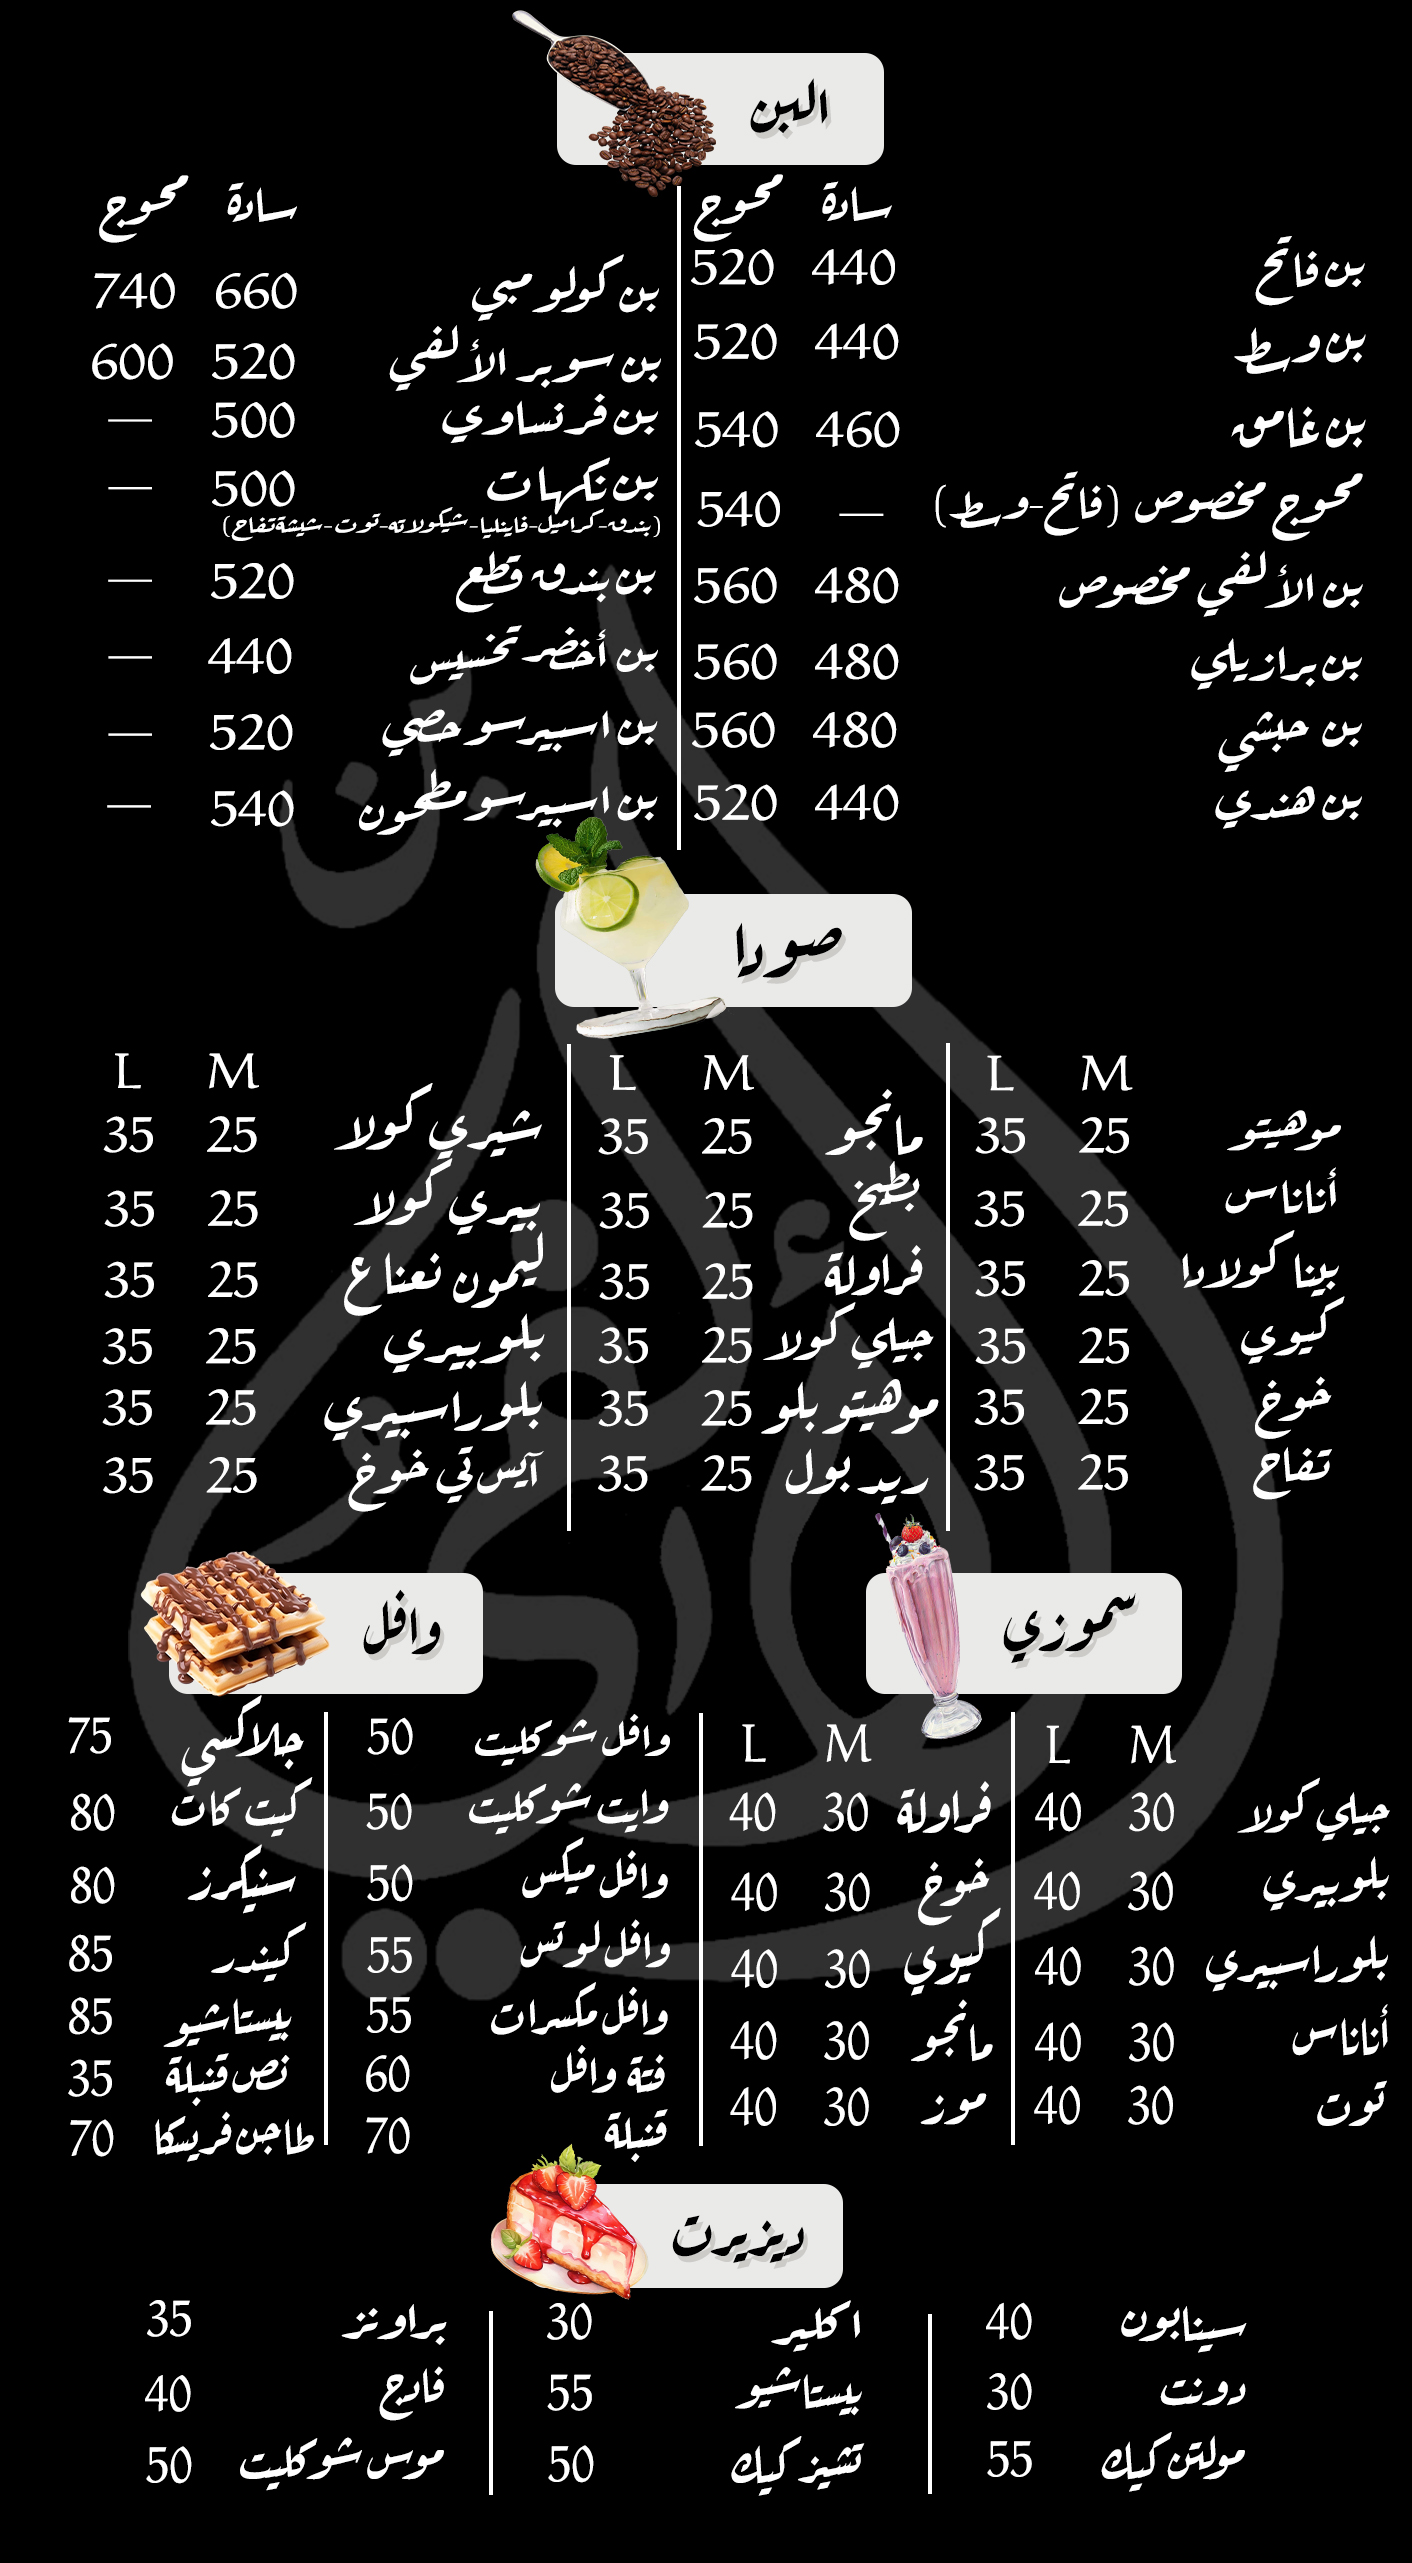 البن
سادة محوج
بن فاتح 440 520
بن وسط 440 520
بن غامق 460 540
محوج مخصوص (فاتح-وسط) — 540
بن الألفي مخصوص 480 560
بن برازيلي 480 560
بن حبشي 480 560
بن هندي 440 520
سادة محوج
بن كولومبي 660 740
بن سوبر الألفي 520 600
بن فرنساوي 500 —
بن نكهات 500 —
(بندق-كراميل-فاينليا-شيكولاته-توت-شيشة تفاح)
بن بندق قطع 520 —
بن أخضر تخسيس 440 —
بن اسبيرسو حصي 520 —
بن اسبيرسو مطحون 540 —
صودا
M L
موهيتو 25 35
أناناس 25 35
بينا كولادا 25 35
كيوي 25 35
خوخ 25 35
تفاح 25 35
M L
مانجو 25 35
بطيخ 25 35
فراولة 25 35
جيلي كولا 25 35
موهيتو بلو 25 35
ريد بول 25 35
M L
شيري كولا 25 35
بيري كولا 25 35
ليمون نعناع 25 35
بلوبيري 25 35
بلوراسبيري 25 35
آيس تي خوخ 25 35
سموزي
M L
جيلي كولا 30 40
بلوبيري 30 40
بلوراسبيري 30 40
أناناس 30 40
توت 30 40
M L
فراولة 30 40
خوخ 30 40
كيوي 30 40
مانجو 30 40
موز 30 40
وافل
وافل شوكليت 50
وايت شوكليت 50
وافل ميكس 50
وافل لوتس 55
وافل مكسرات 55
فتة وافل 60
قنبلة 70
جلاكسي 75
كيت كات 80
سنيكرز 80
كيندر 85
بيستاشيو 85
نص قنبلة 35
طاجن فريسكا 70
ديزيرت
سينابون 40
دونت 30
مولتن كيك 55
اكلير 30
بيستاشيو 55
تشيز كيك 50
براونز 35
فادج 40
موس شوكليت 50
بن الألفي